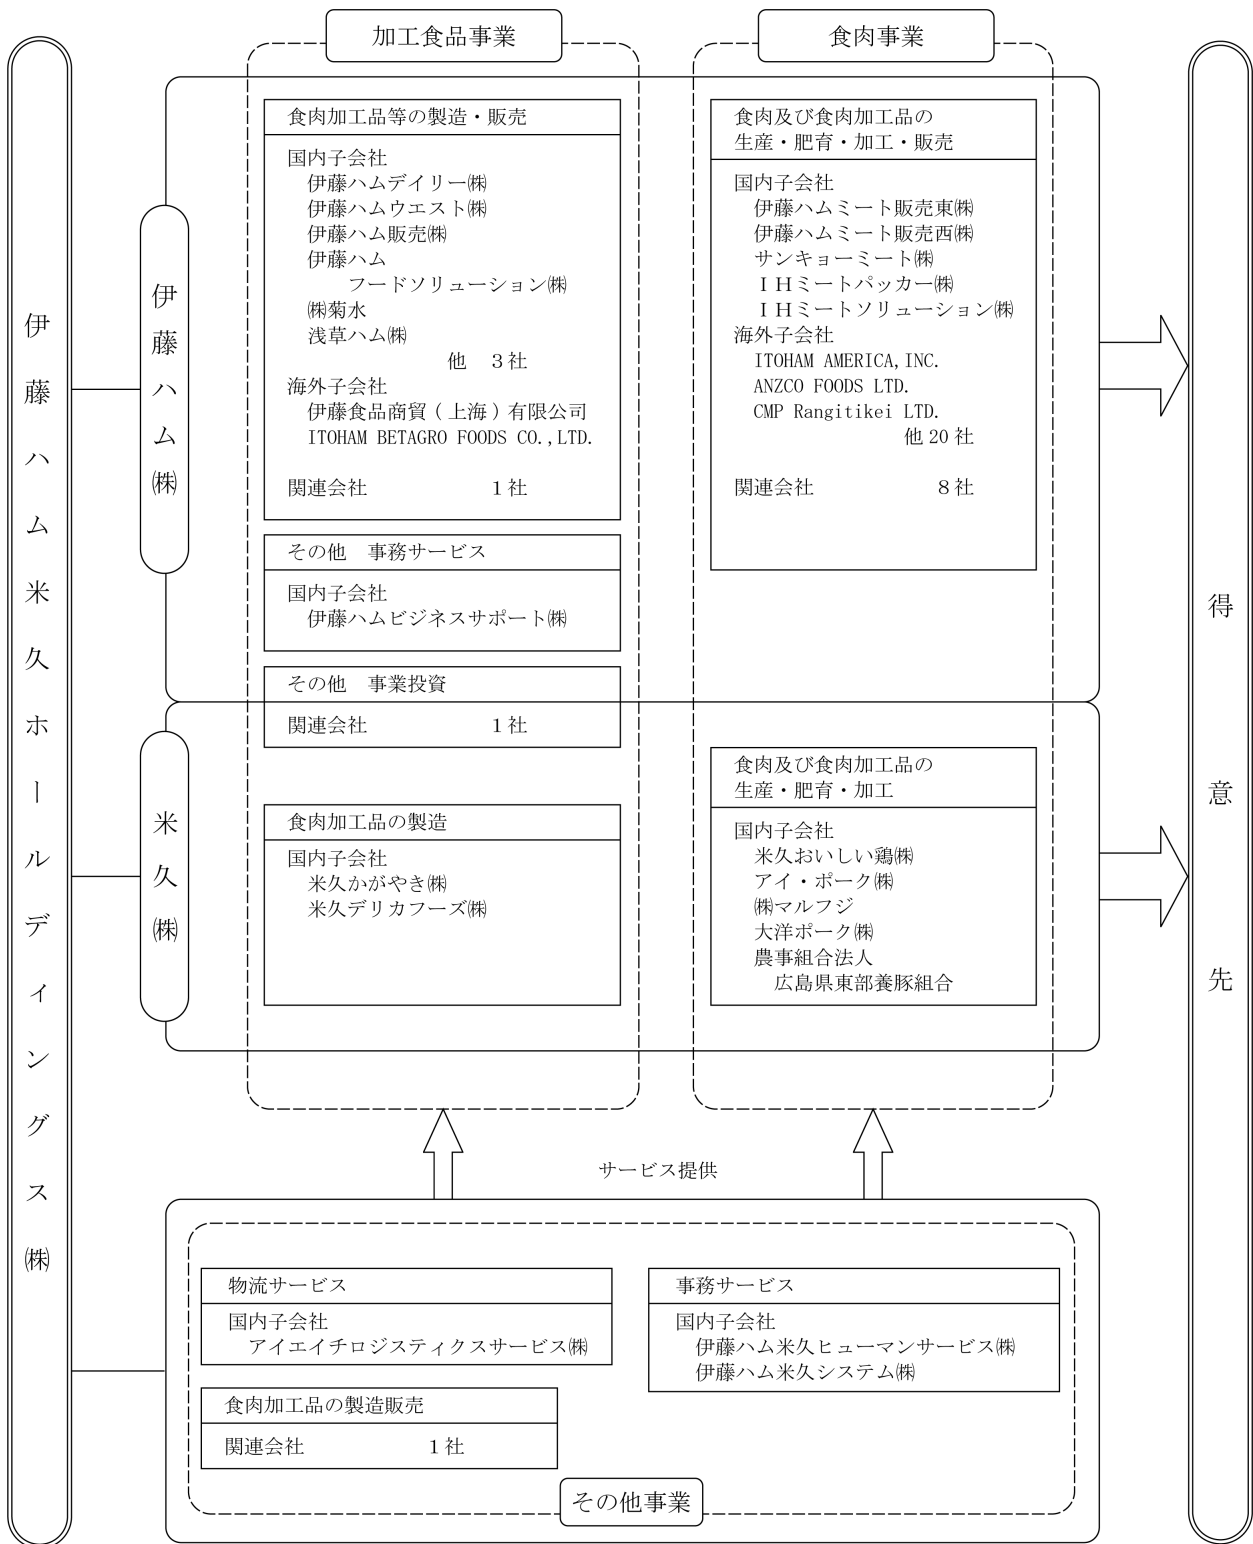 加工食品事業
食肉事業
伊藤ハム米久ホールディングス㈱
伊藤ハム㈱
食肉加工品等の製造・販売
国内子会社
伊藤ハムデイリー㈱
伊藤ハムウエスト㈱
伊藤ハム販売㈱
伊藤ハム
フードソリューション㈱
㈱菊水
浅草ハム㈱
他　３社
海外子会社
伊藤食品商貿（上海）有限公司
ITOHAM BETAGRO FOODS CO.,LTD.
関連会社　１社
その他　事務サービス
国内子会社
伊藤ハムビジネスサポート㈱
その他　事業投資
関連会社　１社
食肉及び食肉加工品の
生産・肥育・加工・販売
国内子会社
伊藤ハムミート販売東㈱
伊藤ハムミート販売西㈱
サンキョーミート㈱
ＩＨミートパッカー㈱
ＩＨミートソリューション㈱
海外子会社
ITOHAM AMERICA,INC.
ANZCO FOODS LTD.
CMP Rangitikei LTD.
他20社
関連会社　８社
米久㈱
食肉加工品の製造
国内子会社
米久かがやき㈱
米久デリカフーズ㈱
食肉及び食肉加工品の
生産・肥育・加工
国内子会社
米久おいしい鶏㈱
アイ・ポーク㈱
㈱マルフジ
大洋ポーク㈱
農事組合法人
広島県東部養豚組合
得意先
サービス提供
物流サービス
国内子会社
アイエイチロジスティクスサービス㈱
事務サービス
国内子会社
伊藤ハム米久ヒューマンサービス㈱
伊藤ハム米久システム㈱
食肉加工品の製造販売
関連会社　１社
その他事業